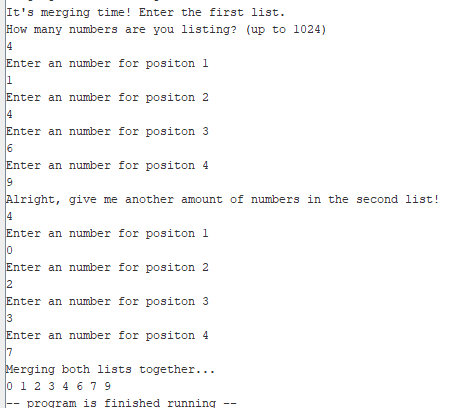 It's merging time! Enter the first list.
How many numbers are you listing? (up to 1024)
4
Enter an number for positon 1
1
Enter an number for positon 2
4
Enter an number for positon 3
6
Enter an number for positon 4
9
Alright, give me another amount of numbers in the second list!
4
Enter an number for positon 1
0
Enter an number for positon 2
2
Enter an number for positon 3
3
Enter an number for positon 4
7
Merging both lists together...
0 1 2 3 4 6 7 9
-- program is finished running --